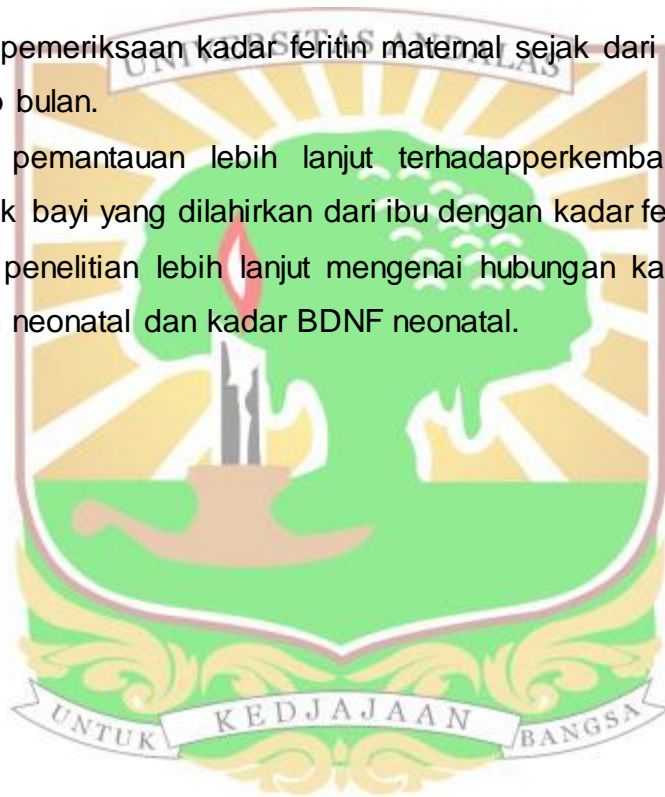 pemeriksaan kadar feritin maternal sejak dari
UNIVERSITAS ANDALAS
bulan.
pemantauan lebih lanjut terhadapperkemba
k bayi yang dilahirkan dari ibu dengan kadar fe
penelitian lebih lanjut mengenai hubungan ka
neonatal dan kadar BDNF neonatal.
UNTUK KEDJAJAAN BANGSA